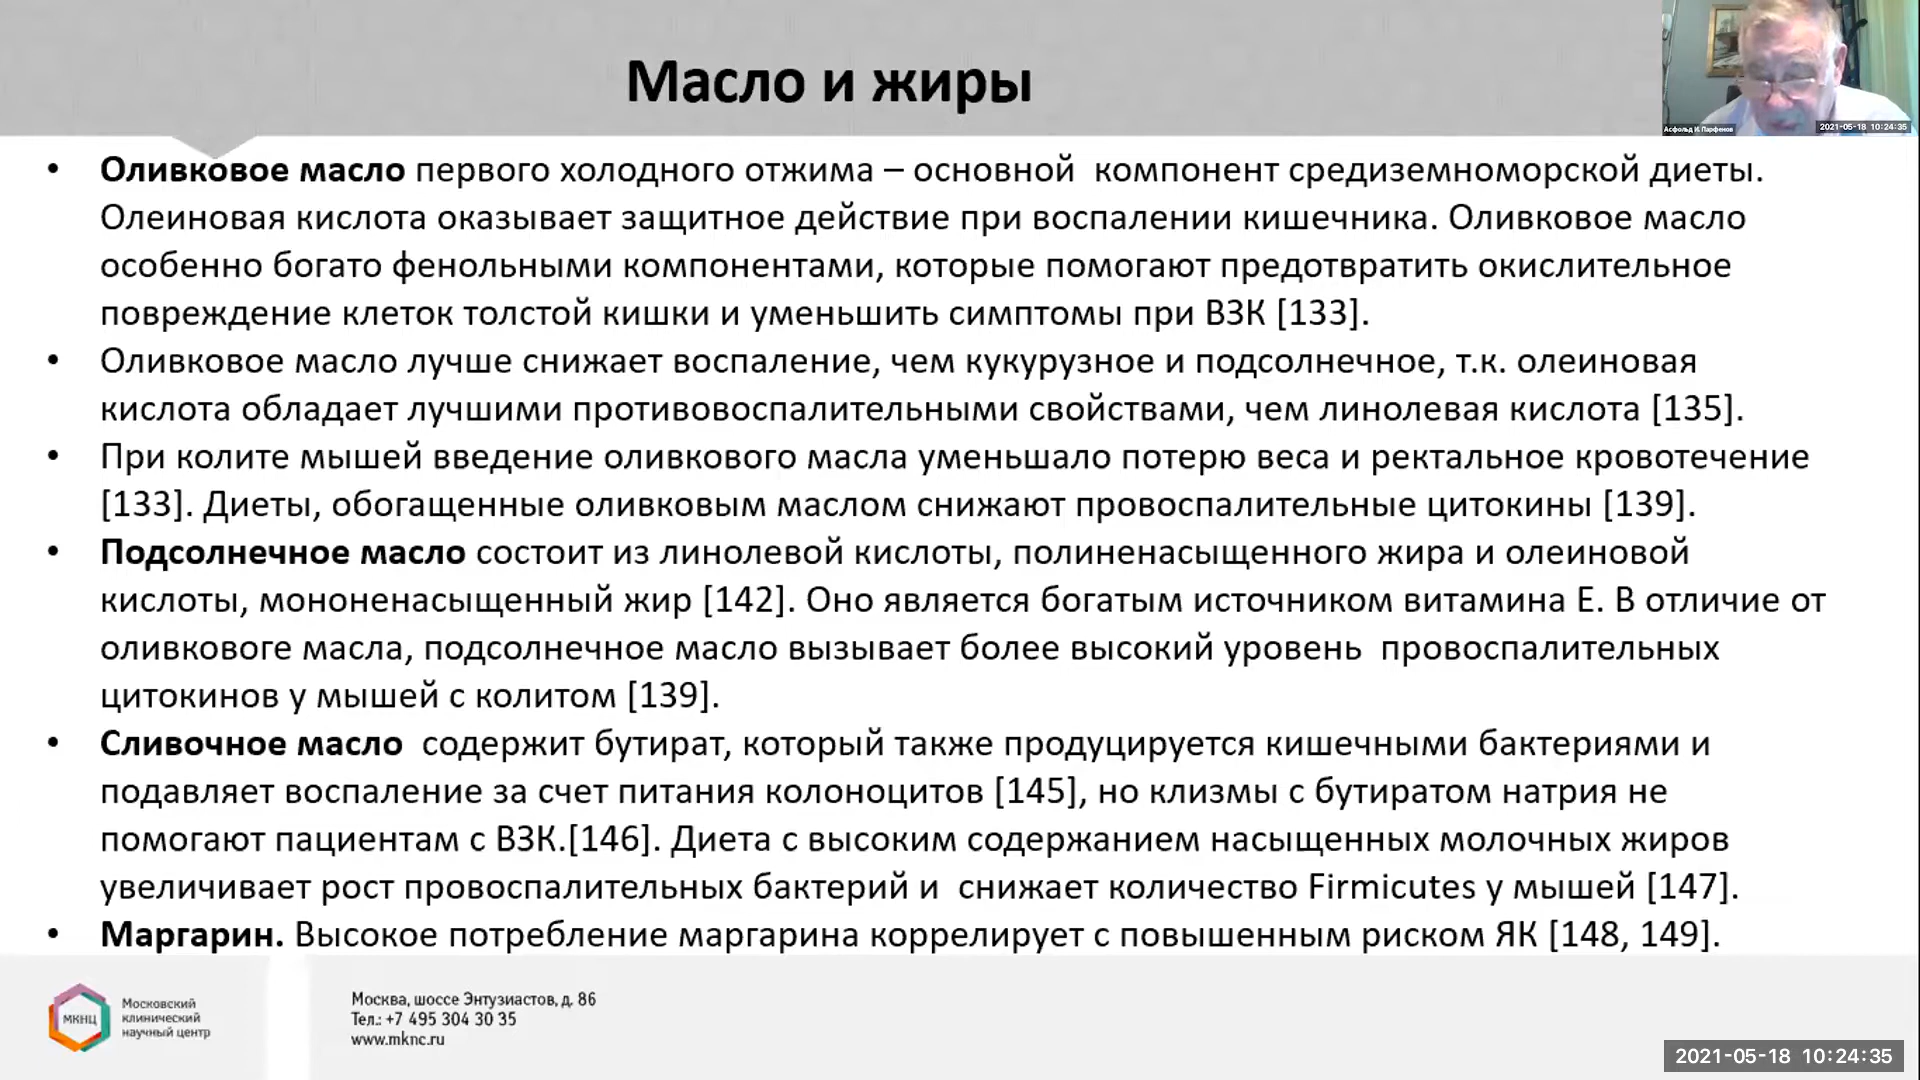 Масло и жиры
Асфольд И. Парфенов
2021-05-18 10:24:35
• Оливковое масло первого холодного отжима – основной компонент средиземноморской диеты.
Олеиновая кислота оказывает защитное действие при воспалении кишечника. Оливковое масло
особенно богато фенольными компонентами, которые помогают предотвратить окислительное
повреждение клеток толстой кишки и уменьшить симптомы при ВЗК [133].
• Оливковое масло лучше снижает воспаление, чем кукурузное и подсолнечное, т.к. олеиновая
кислота обладает лучшими противовоспалительными свойствами, чем линолевая кислота [135].
• При колите мышей введение оливкового масла уменьшало потерю веса и ректальное кровотечение
[133]. Диеты, обогащенные оливковым маслом снижают провоспалительные цитокины [139].
• Подсолнечное масло состоит из линолевой кислоты, полиненасыщенного жира и олеиновой
кислоты, мононенасыщенный жир [142]. Оно является богатым источником витамина Е. В отличие от
оливковоге масла, подсолнечное масло вызывает более высокий уровень провоспалительных
цитокинов у мышей с колитом [139].
• Сливочное масло содержит бутират, который также продуцируется кишечными бактериями и
подавляет воспаление за счет питания колоноцитов [145], но клизмы с бутиратом натрия не
помогают пациентам с ВЗК.[146]. Диета с высоким содержанием насыщенных молочных жиров
увеличивает рост провоспалительных бактерий и снижает количество Firmicutes у мышей [147].
• Маргарин. Высокое потребление маргарина коррелирует с повышенным риском ЯК [148, 149].
МКНЦ
Московский
клинический
научный центр
Москва, шоссе Энтузиастов, д. 86
Тел.: +7 495 304 30 35
www.mknc.ru
2021-05-18 10:24:35